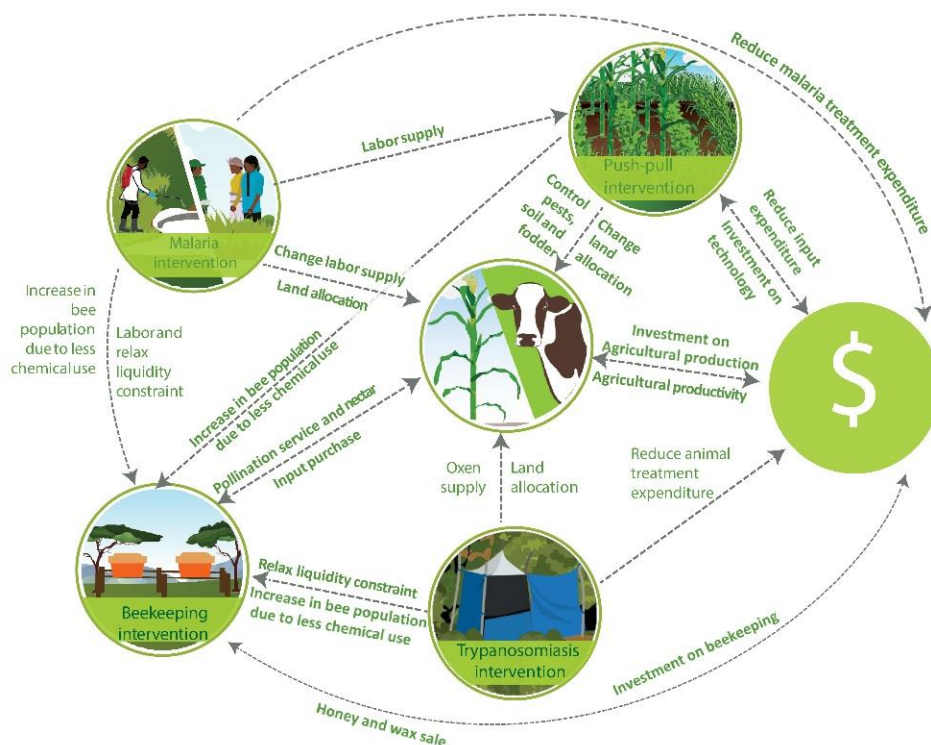 Reduce malaria treatment expenditure
Labor supply
Push-pull
intervention
Malaria
intervention
Control
pests,
soil and
fodder
Change
land
allocation
Reduce input
expenditure
Investment on
technology
Change labor supply
Land allocation
Increase in
bee
population
due to less
chemical use
Laborand
relax
liquidity
constraint
Increase in bee population
due to less chemical use
Pollination service and nectar
Input purchase
Investment on
Agricultural production
Agricultural productivity
$
Oxen
supply
Land
allocation
Reduce animal
treatment
expenditure
Beekeeping
intervention
Relax liquidity constraint
Increase in bee population
due to less chemical use
Trypanosomiasis
intervention
Investment on beekeeping
Honey and wax sale